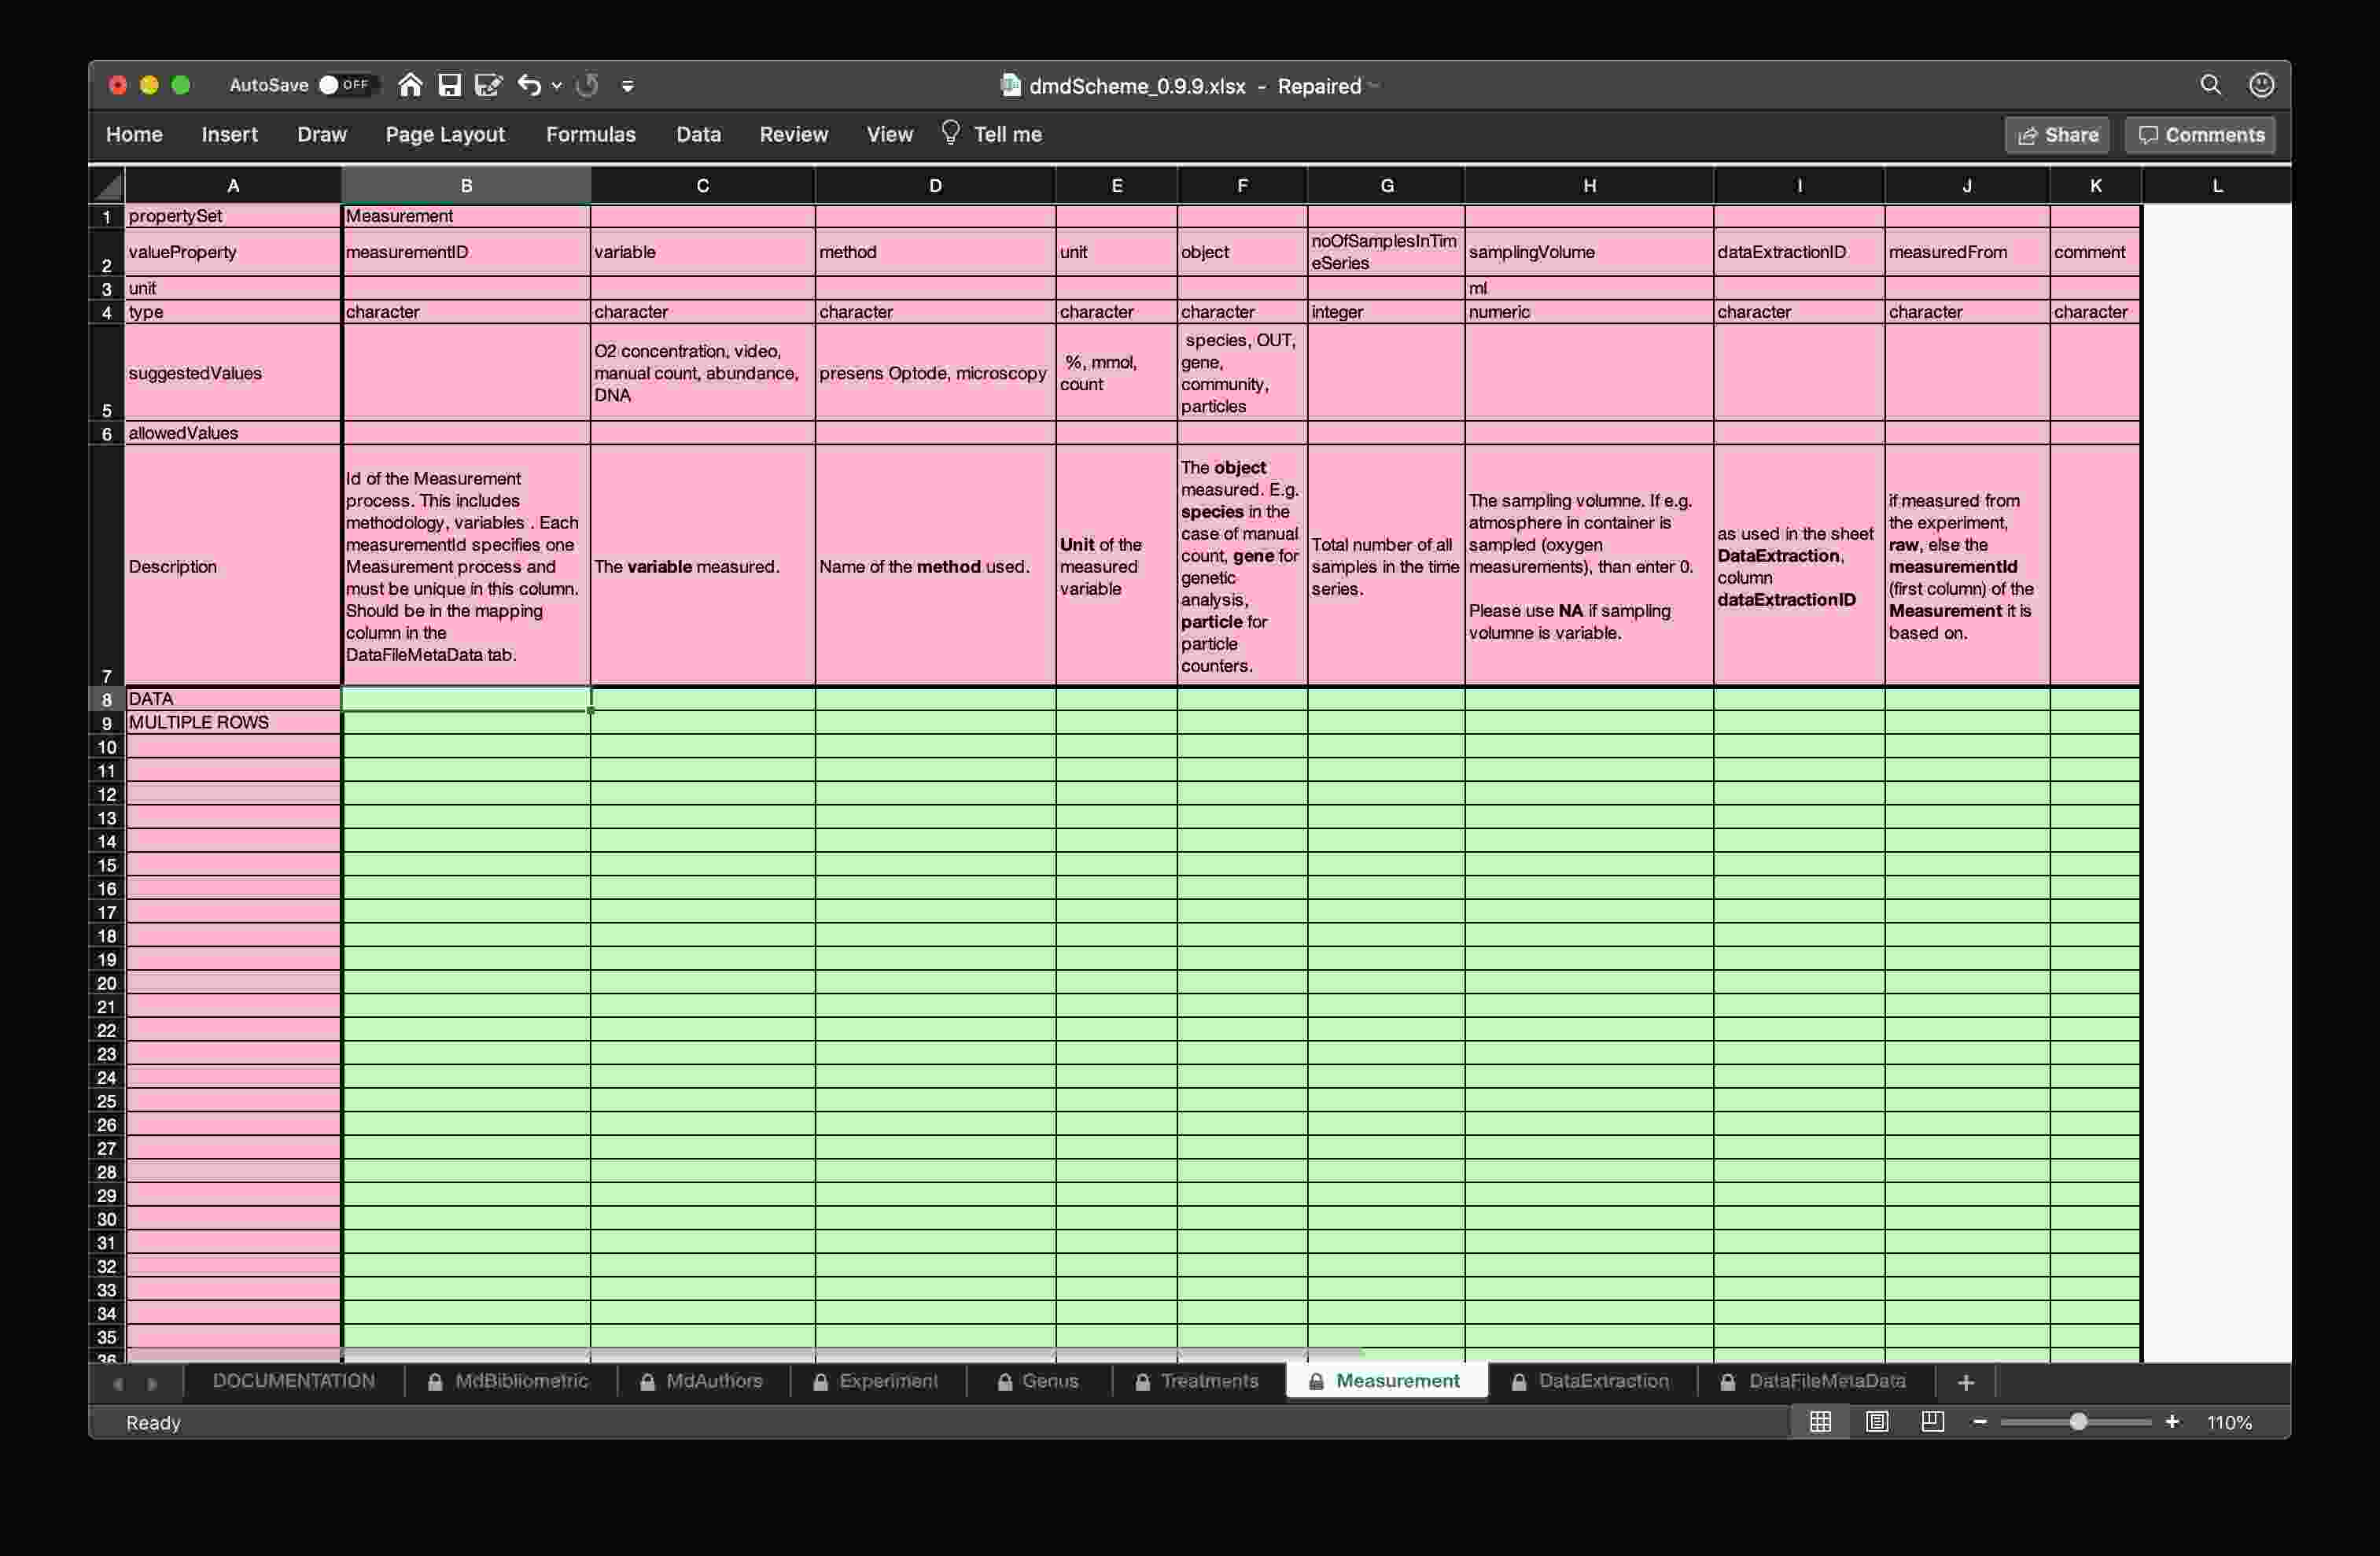 AutoSave OFF dmdScheme_0.9.9.xlsx - Repaired
Home Insert Draw Page Layout Formulas Data Review View Tell me Share Comments
A B C D E F G H I J K L
1 propertySet Measurement
2 valueProperty measurementID variable method unit object noOfSamplesInTim
eSeries samplingVolume dataExtractionID measuredFrom comment
3 unit ml
4 type character character character character character integer numeric character character character
5 suggestedValues
O2 concentration, video,
manual count, abundance,
DNA
presens Optode, microscopy
%, mmol,
count
species, OUT,
gene,
community,
particles
6 allowedValues
7 Description
Id of the Measurement
process. This includes
methodology, variables . Each
measurementId specifies one
Measurement process and
must be unique in this column.
Should be in the mapping
column in the
DataFileMetaData tab.
The variable measured.
Name of the method used.
Unit of the
measured
variable
The object
measured. E.g.
species in the
case of manual
count, gene for
genetic
analysis,
particle for
particle
counters.
Total number of all
samples in the time
series.
The sampling volumne. If e.g.
atmosphere in container is
sampled (oxygen
measurements), than enter 0.
Please use NA if sampling
volumne is variable.
as used in the sheet
DataExtraction,
column
dataExtractionID
if measured from
the experiment,
raw, else the
measurementId
(first column) of the
Measurement it is
based on.
8 DATA
9 MULTIPLE ROWS
10
11
12
13
14
15
16
17
18
19
20
21
22
23
24
25
26
27
28
29
30
31
32
33
34
35
36
DOCUMENTATION MdBibliometric MdAuthors Experiment Genus Treatments Measurement DataExtraction DataFileMetaData +
Ready 110%